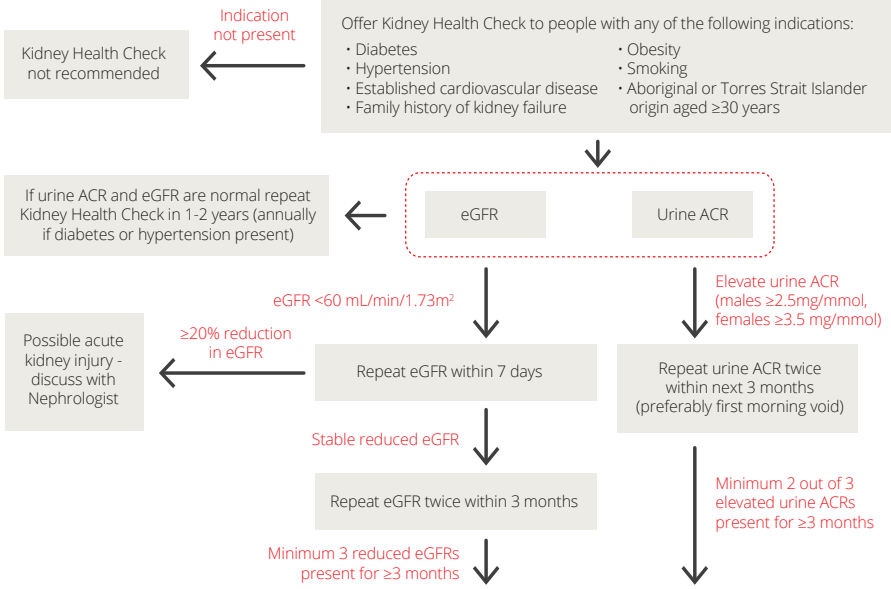 Indication
not present
Kidney Health Check
not recommended
Offer Kidney Health Check to people with any of the following indications:
• Diabetes
• Hypertension
• Established cardiovascular disease
• Family history of kidney failure
• Obesity
• Smoking
• Aboriginal or Torres Strait Islander
origin aged ≥30 years
If urine ACR and eGFR are normal repeat
Kidney Health Check in 1-2 years (annually
if diabetes or hypertension present)
eGFR
Urine ACR
eGFR <60 mL/min/1.73m²
Elevate urine ACR
(males ≥2.5mg/mmol,
females ≥3.5 mg/mmol)
≥20% reduction
in eGFR
Possible acute
kidney injury -
discuss with
Nephrologist
Repeat eGFR within 7 days
Repeat urine ACR twice
within next 3 months
(preferably first morning void)
Stable reduced eGFR
Repeat eGFR twice within 3 months
Minimum 2 out of 3
elevated urine ACRs
present for ≥3 months
Minimum 3 reduced eGFRs
present for ≥3 months